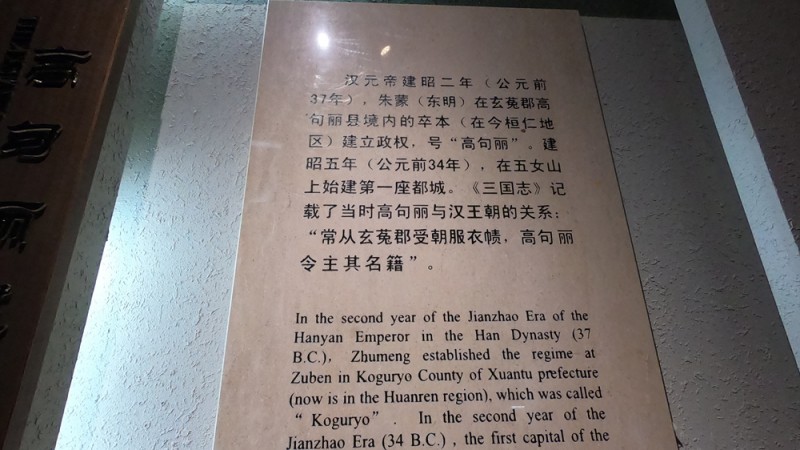 汉元帝建昭二年（公元前
37年），朱蒙（东明）在玄菟郡高
句丽县境内的卒本（在今桓仁地
区）建立政权，号“高句丽”。建
昭五年（公元前34年），在五女山
上始建第一座都城。《三国志》记
载了当时高句丽与汉王朝的关系：
“常从玄菟郡受朝服衣帻，高句丽
令主其名籍”。
In the second year of the Jianzhao Era of the
Hanyan Emperor in the Han Dynasty (37
B.C.), Zhumeng established the regime at
Zuben in Koguryo County of Xuantu prefecture
(now is in the Huanren region), which was called
“ Koguryo” . In the second year of the
Jianzhao Era (34 B.C.) , the first capital of the